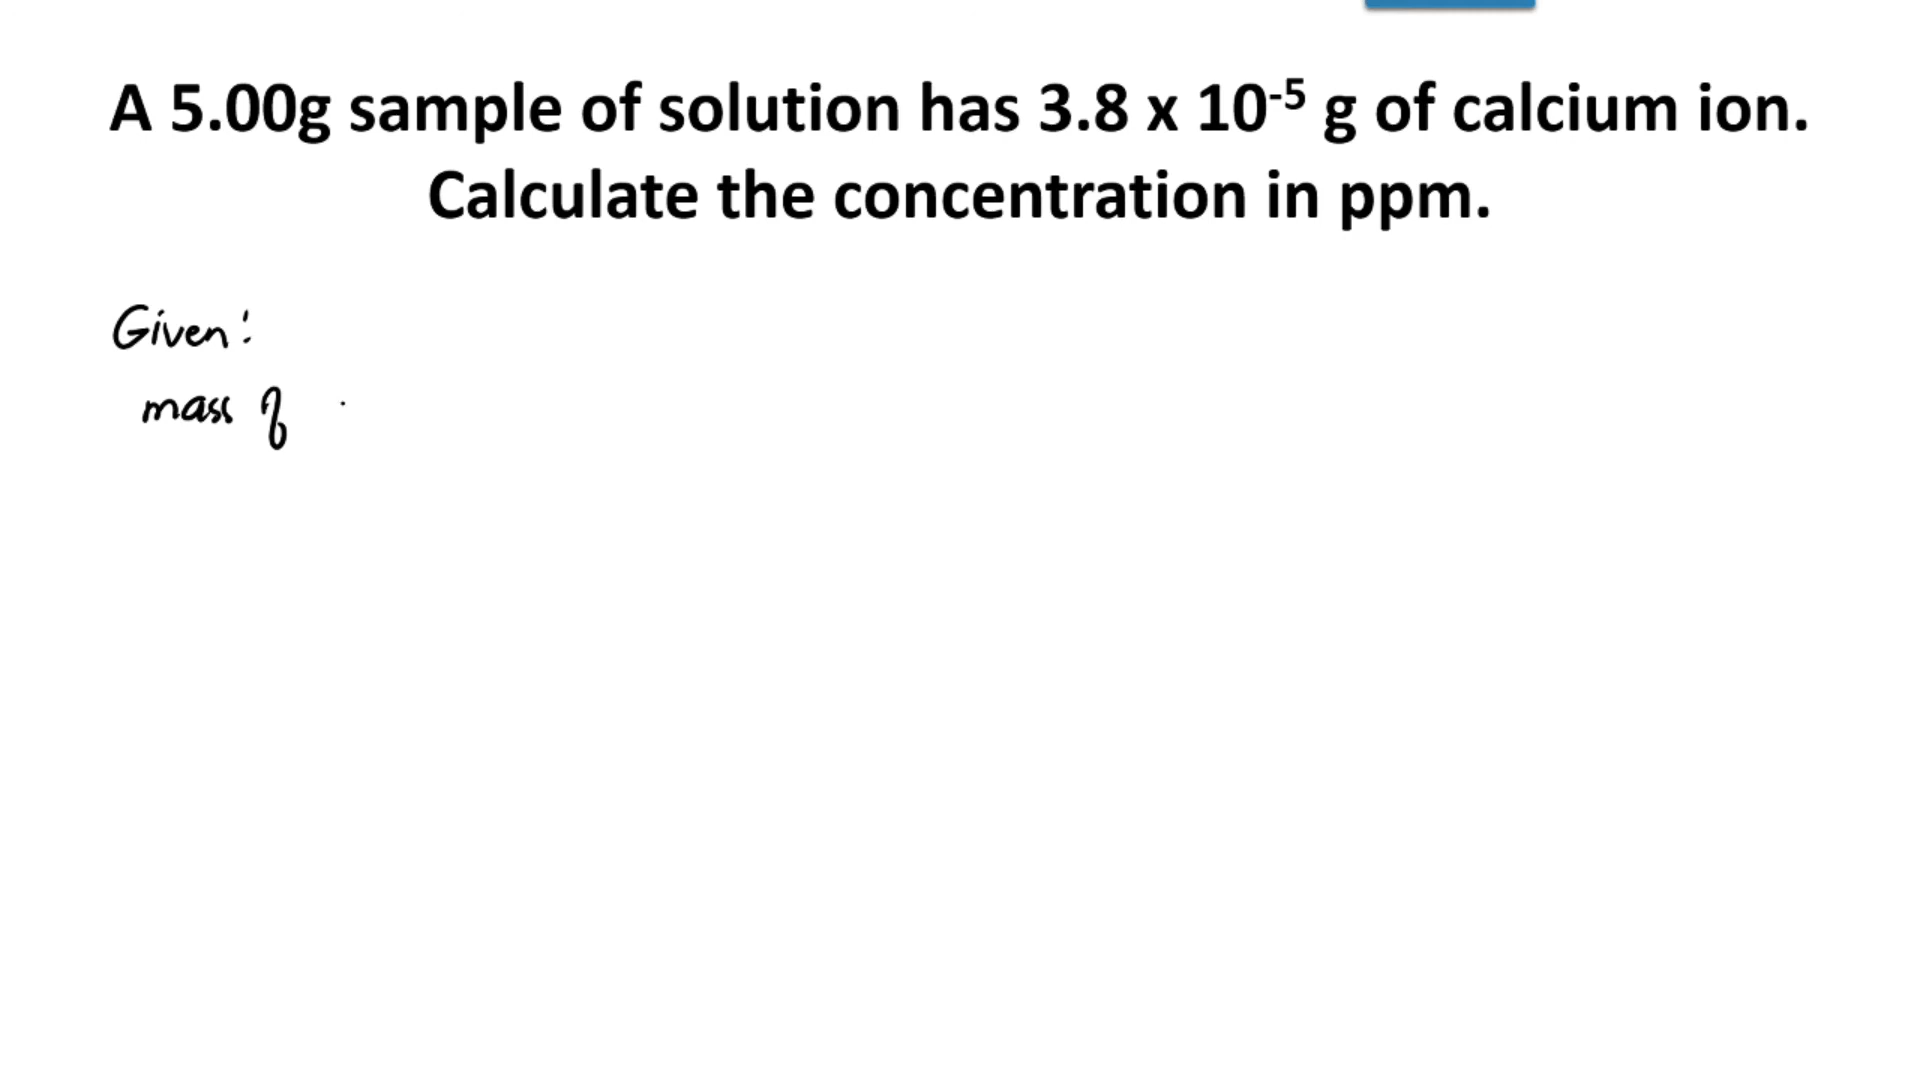 A 5.00g sample of solution has 3.8 x 10⁻⁵ g of calcium ion.
Calculate the concentration in ppm.
Given:
mass of